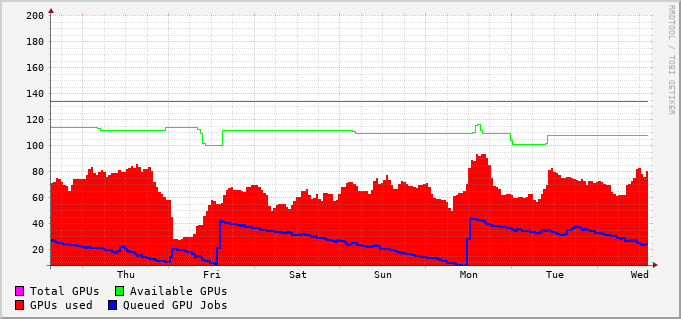 200
180
160
140
120
100
80
60
40
20
Thu Fri Sat Sun Mon Tue Wed
Total GPUs Available GPUs
GPUs used Queued GPU Jobs
RRDTOOL / TOBI OETIKER